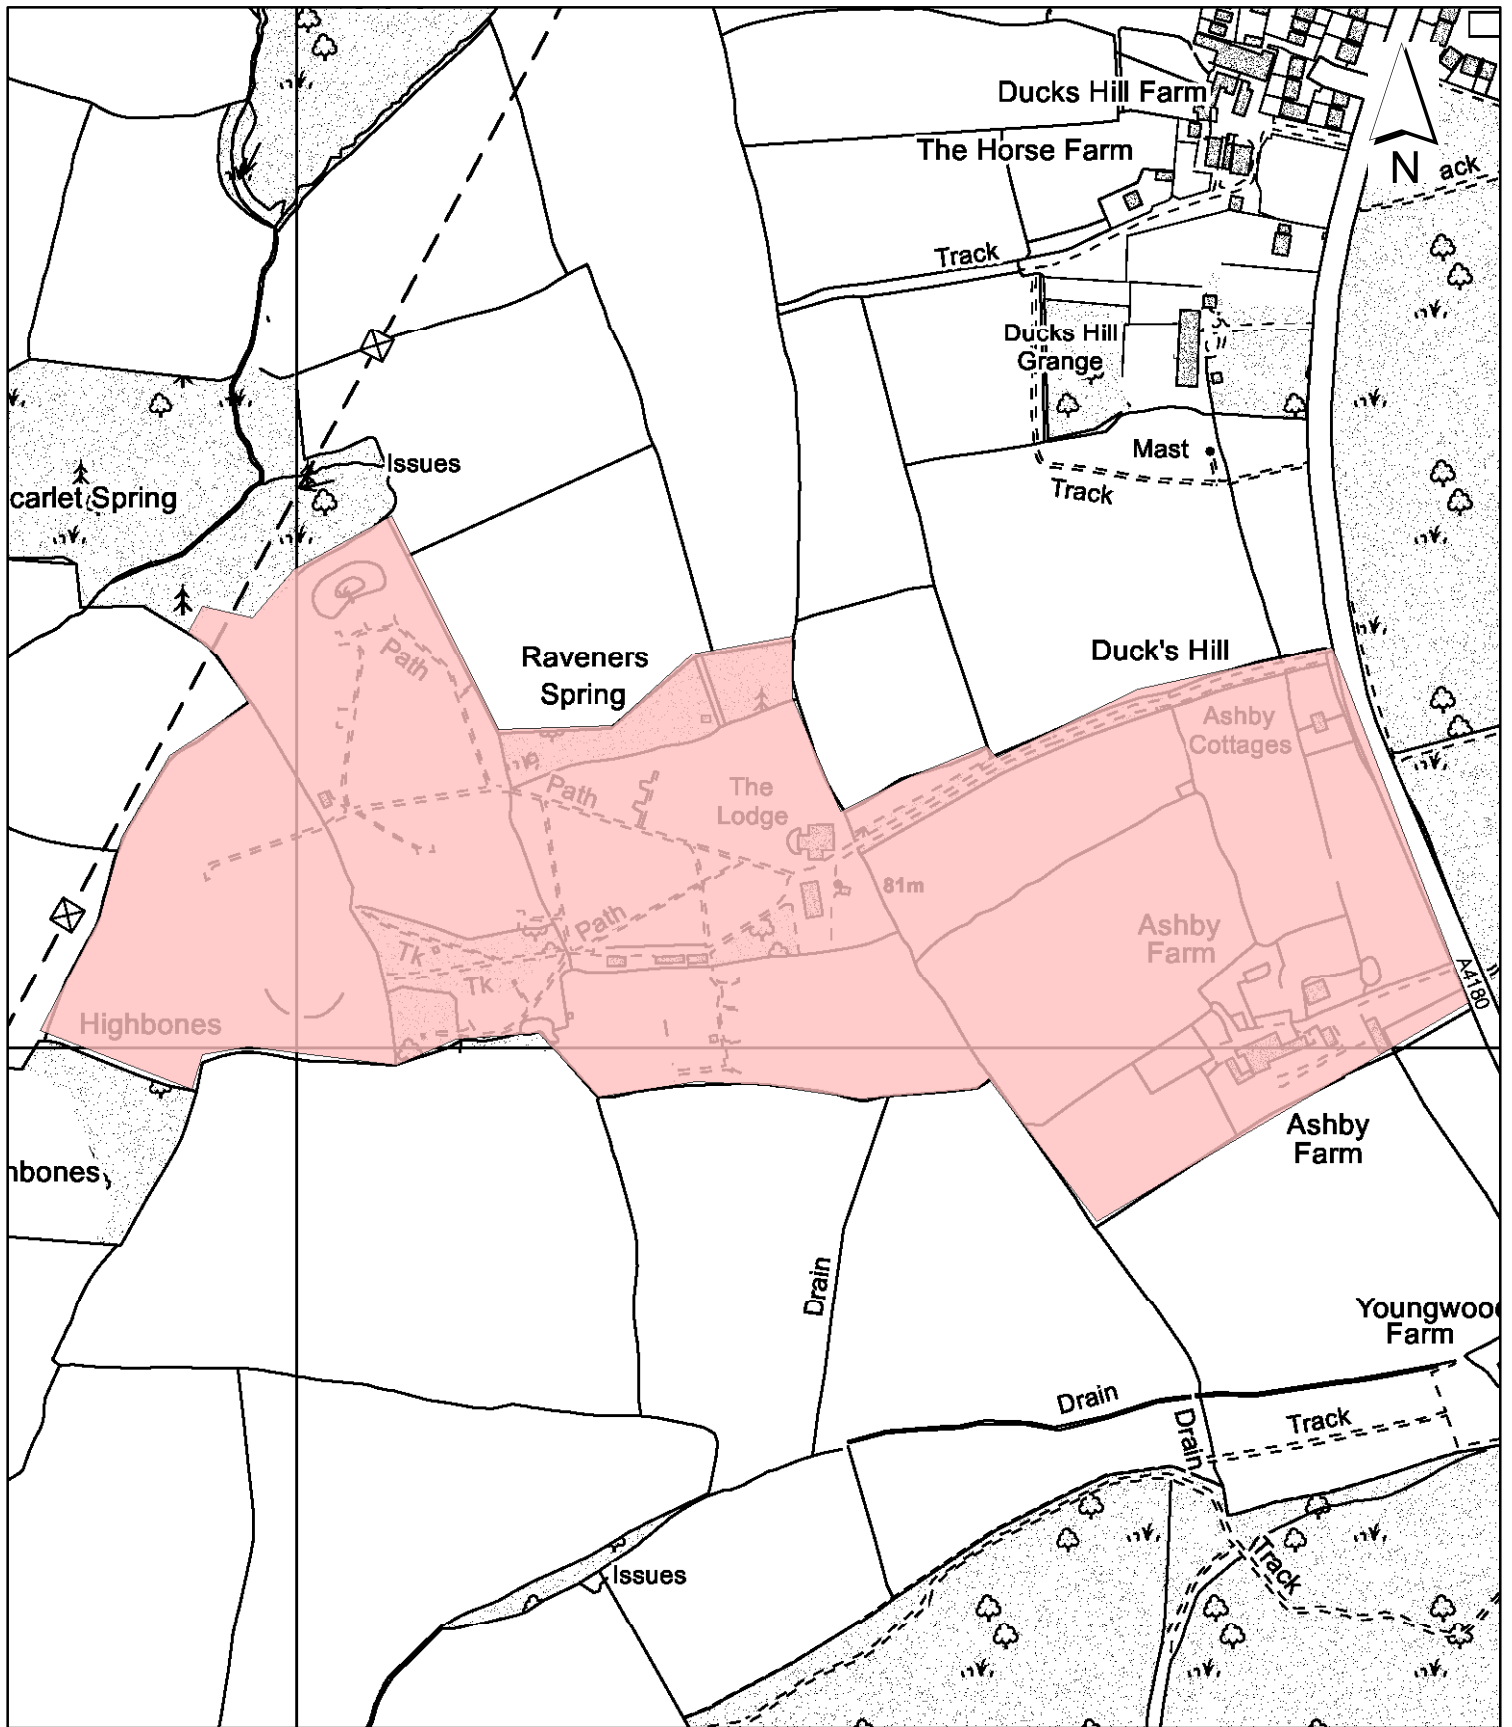 Ducks Hill Farm
The Horse Farm
N
ack
Track
Ducks Hill
Grange
Issues
Mast
Track
carlet Spring
Path
Raveners
Spring
Duck's Hill
Ashby
Cottages
Path
The
Lodge
81m
Path
Ashby
Farm
Tk
Tk
A4180
Highbones
Ashby
Farm
hbones
Drain
Youngwood
Farm
Drain
Drain
Track
Track
Issues